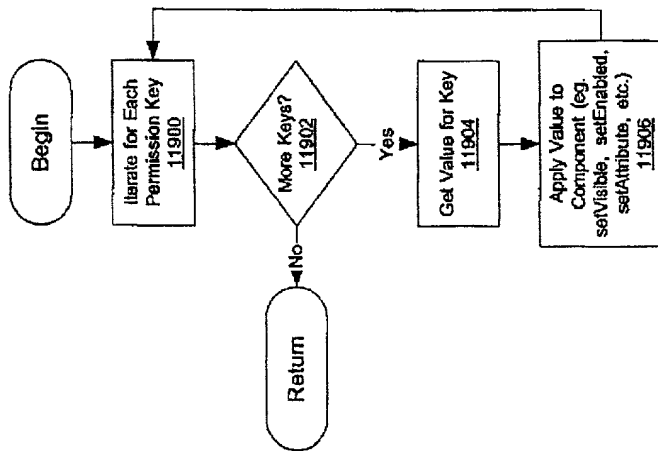 Begin
Iterate for Each
Permission Key
11900
More Keys?
11902
No
Return
Yes
Get Value for Key
11904
Apply Value to
Component (eg.
setVisible, setEnabled,
setAttribute, etc.)
11906